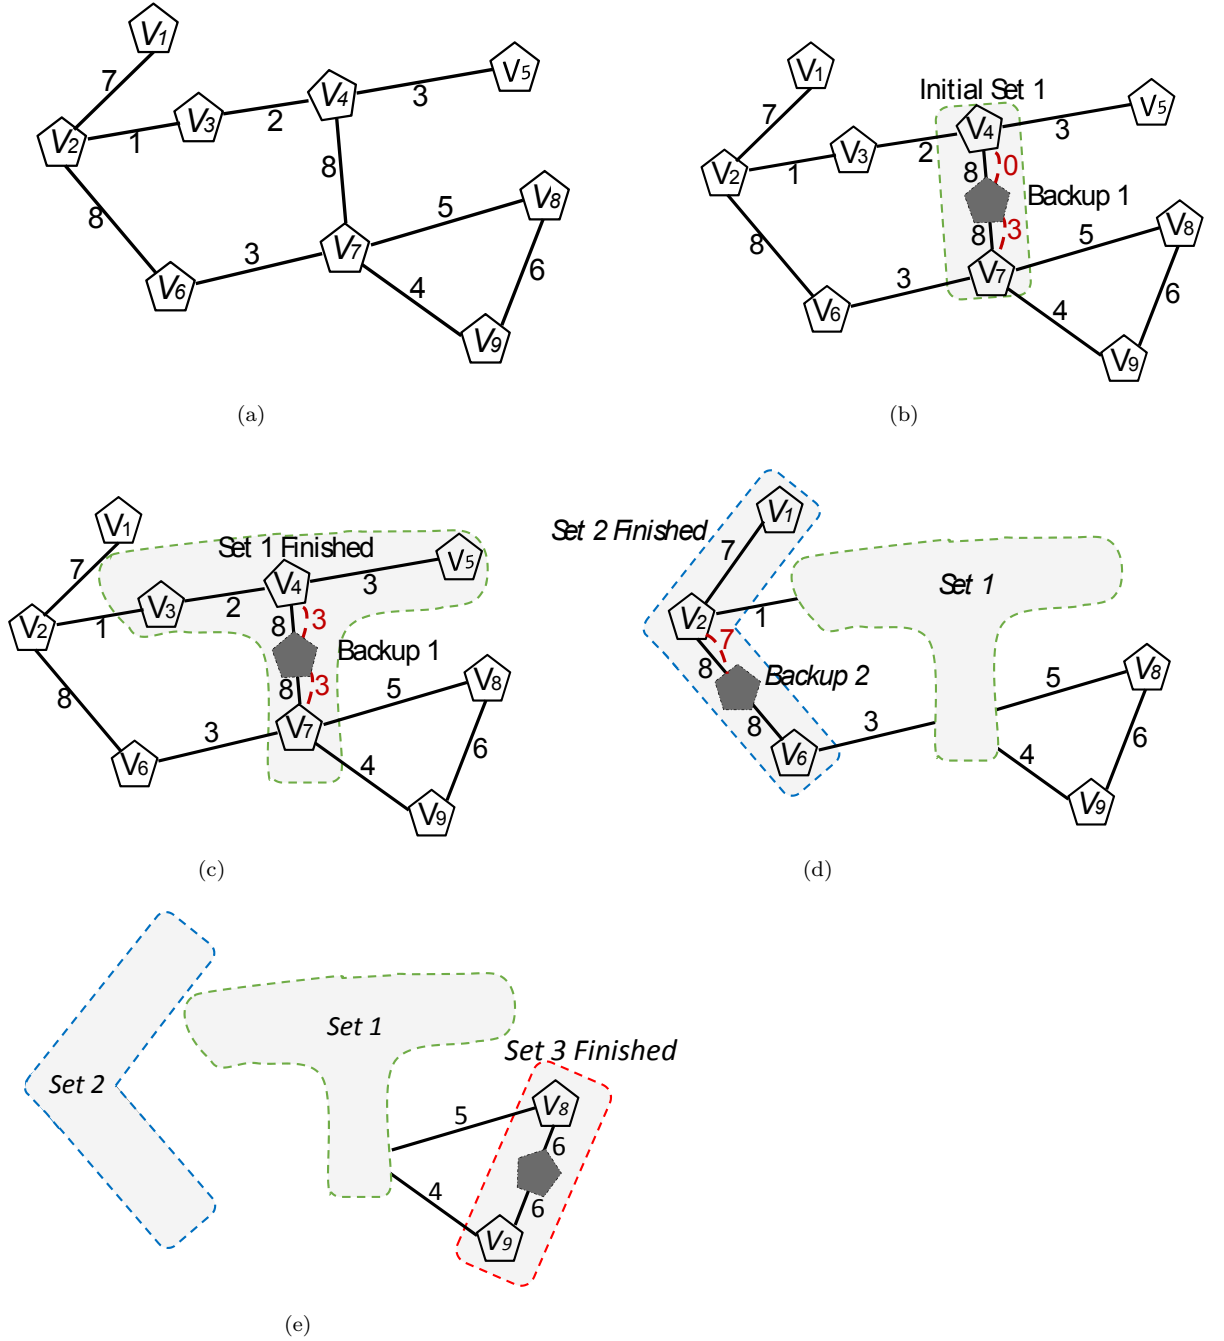 V1
7
V5
V4
3
V3
2
V2
1
8
V8
5
8
V7
3
6
V6
4
V9
(a)
V1
Initial Set 1
7
V5
V4
3
V3
2
0
8
V2
1
Backup 1
V8
8
3
5
8
V7
3
6
V6
4
V9
(b)
V1
Set 1 Finished
V5
7
V4
3
V3
2
3
V2
1
8
Backup 1
V8
8
3
5
8
V7
3
6
V6
4
V9
(c)
V1
Set 2 Finished
7
Set 1
V2
1
7
8
Backup 2
V8
5
8
3
6
V6
4
V9
(d)
Set 1
Set 3 Finished
Set 2
V8
5
6
4
6
V9
(e)